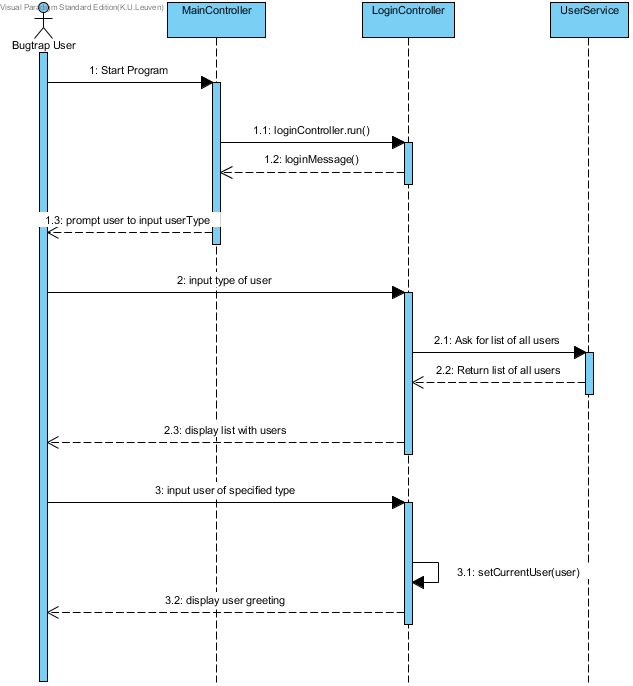 Visual Paradigm Standard Edition(K.U.Leuven)
MainController
LoginController
UserService
Bugtrap User
1: Start Program
1.1: loginController.run()
1.2: loginMessage()
1.3: prompt user to input userType
2: input type of user
2.1: Ask for list of all users
2.2: Return list of all users
2.3: display list with users
3: input user of specified type
3.1: setCurrentUser(user)
3.2: display user greeting